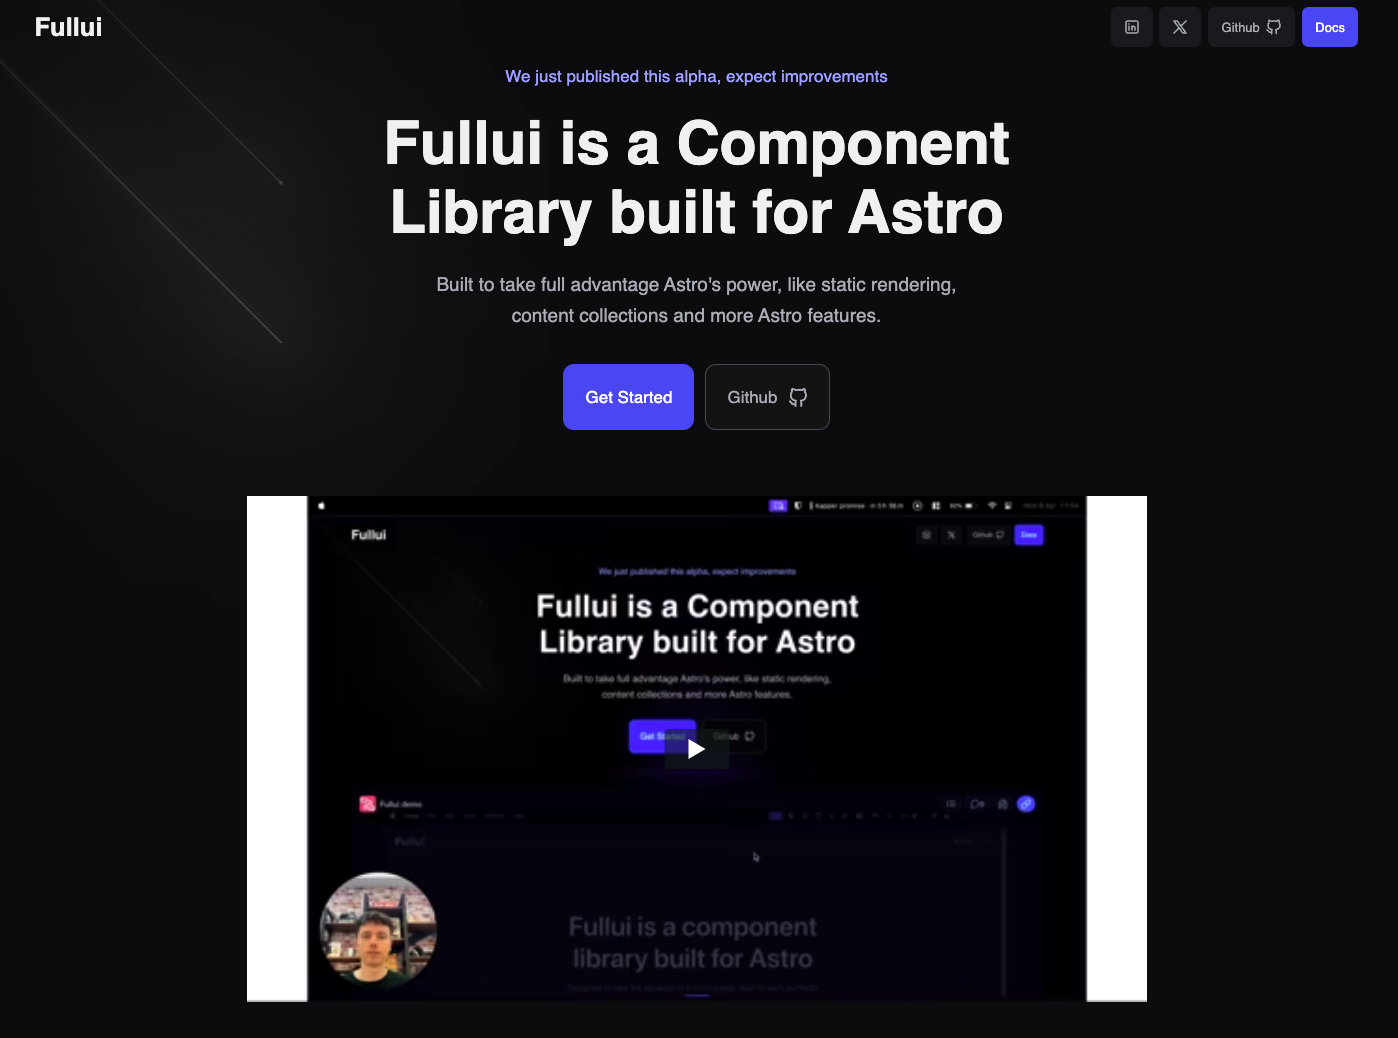 Fullui
Github
Docs
We just published this alpha, expect improvements
Fullui is a Component
Library built for Astro
Built to take full advantage Astro's power, like static rendering,
content collections and more Astro features.
Get Started
Github
Fullui
Github
Docs
We just published this alpha, expect improvements
Fullui is a Component
Library built for Astro
Built to take full advantage Astro's power, like static rendering,
content collections and more Astro features.
Get Started
Github
Fullui demo
Fullui
Fullui is a component
library built for Astro